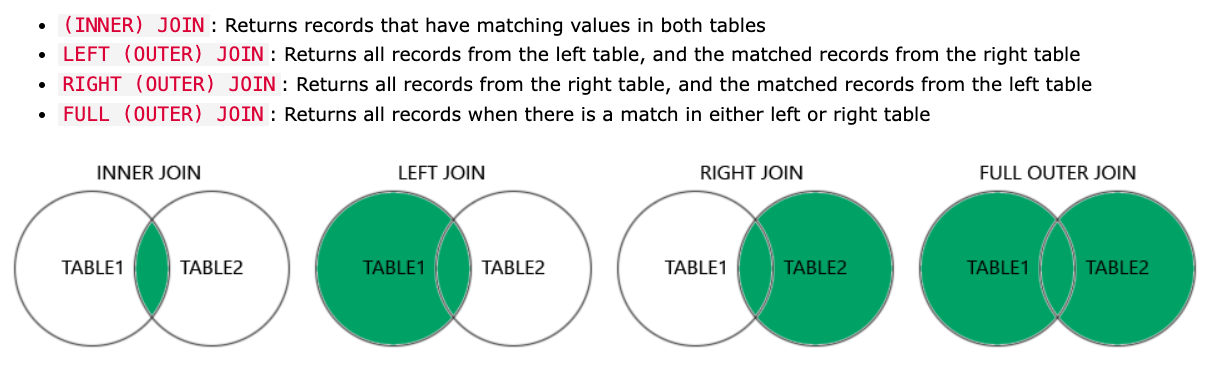 (INNER) JOIN: Returns records that have matching values in both tables
LEFT (OUTER) JOIN: Returns all records from the left table, and the matched records from the right table
RIGHT (OUTER) JOIN: Returns all records from the right table, and the matched records from the left table
FULL (OUTER) JOIN: Returns all records when there is a match in either left or right table
INNER JOIN
TABLE1
TABLE2
LEFT JOIN
TABLE1
TABLE2
RIGHT JOIN
TABLE1
TABLE2
FULL OUTER JOIN
TABLE1
TABLE2